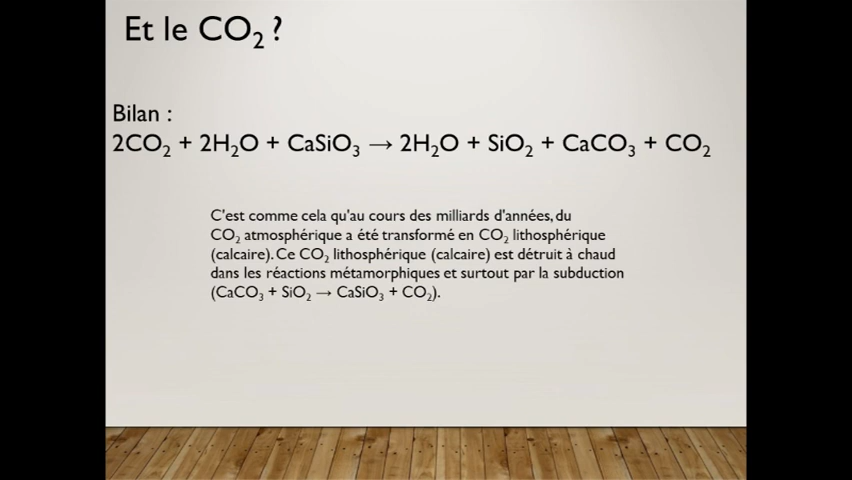 Et le CO₂ ?
Bilan :
2CO₂ + 2H₂O + CaSiO₃ → 2H₂O + SiO₂ + CaCO₃ + CO₂
C'est comme cela qu'au cours des milliards d'années, du
CO₂ atmosphérique a été transformé en CO₂ lithosphérique
(calcaire). Ce CO₂ lithosphérique (calcaire) est détruit à chaud
dans les réactions métamorphiques et surtout par la subduction
(CaCO₃ + SiO₂ → CaSiO₃ + CO₂).